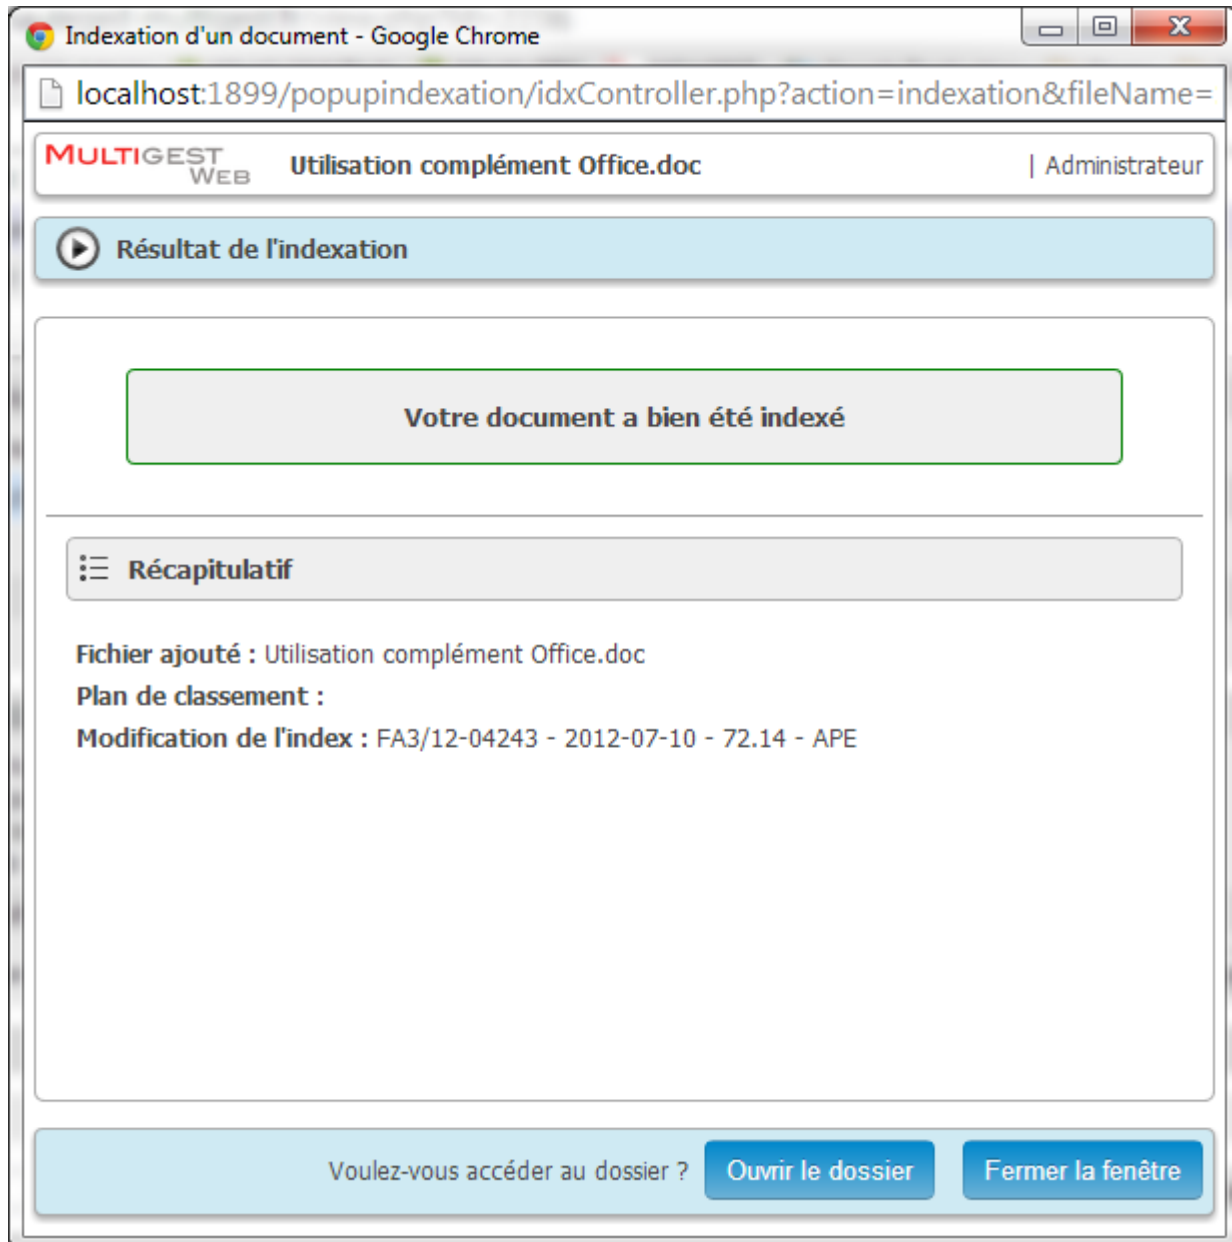 Indexation d'un document - Google Chrome
localhost:1899/popupindexation/idxController.php?action=indexation&fileName=
MULTIGEST WEB Utilisation complément Office.doc | Administrateur
Résultat de l'indexation
Votre document a bien été indexé
Récapitulatif
Fichier ajouté : Utilisation complément Office.doc
Plan de classement :
Modification de l'index : FA3/12-04243 - 2012-07-10 - 72.14 - APE
Voulez-vous accéder au dossier ? Ouvrir le dossier Fermer la fenêtre